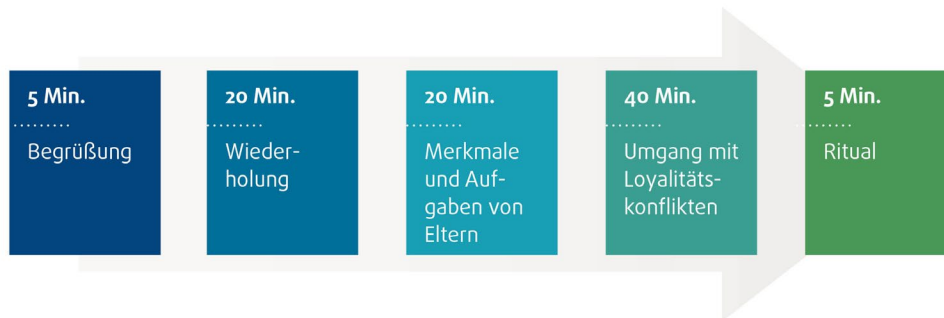 5 Min.
Begrüßung
20 Min.
Wieder-
holung
20 Min.
Merkmale
und Auf-
gaben von
Eltern
40 Min.
Umgang mit
Loyalitäts-
konflikten
5 Min.
Ritual